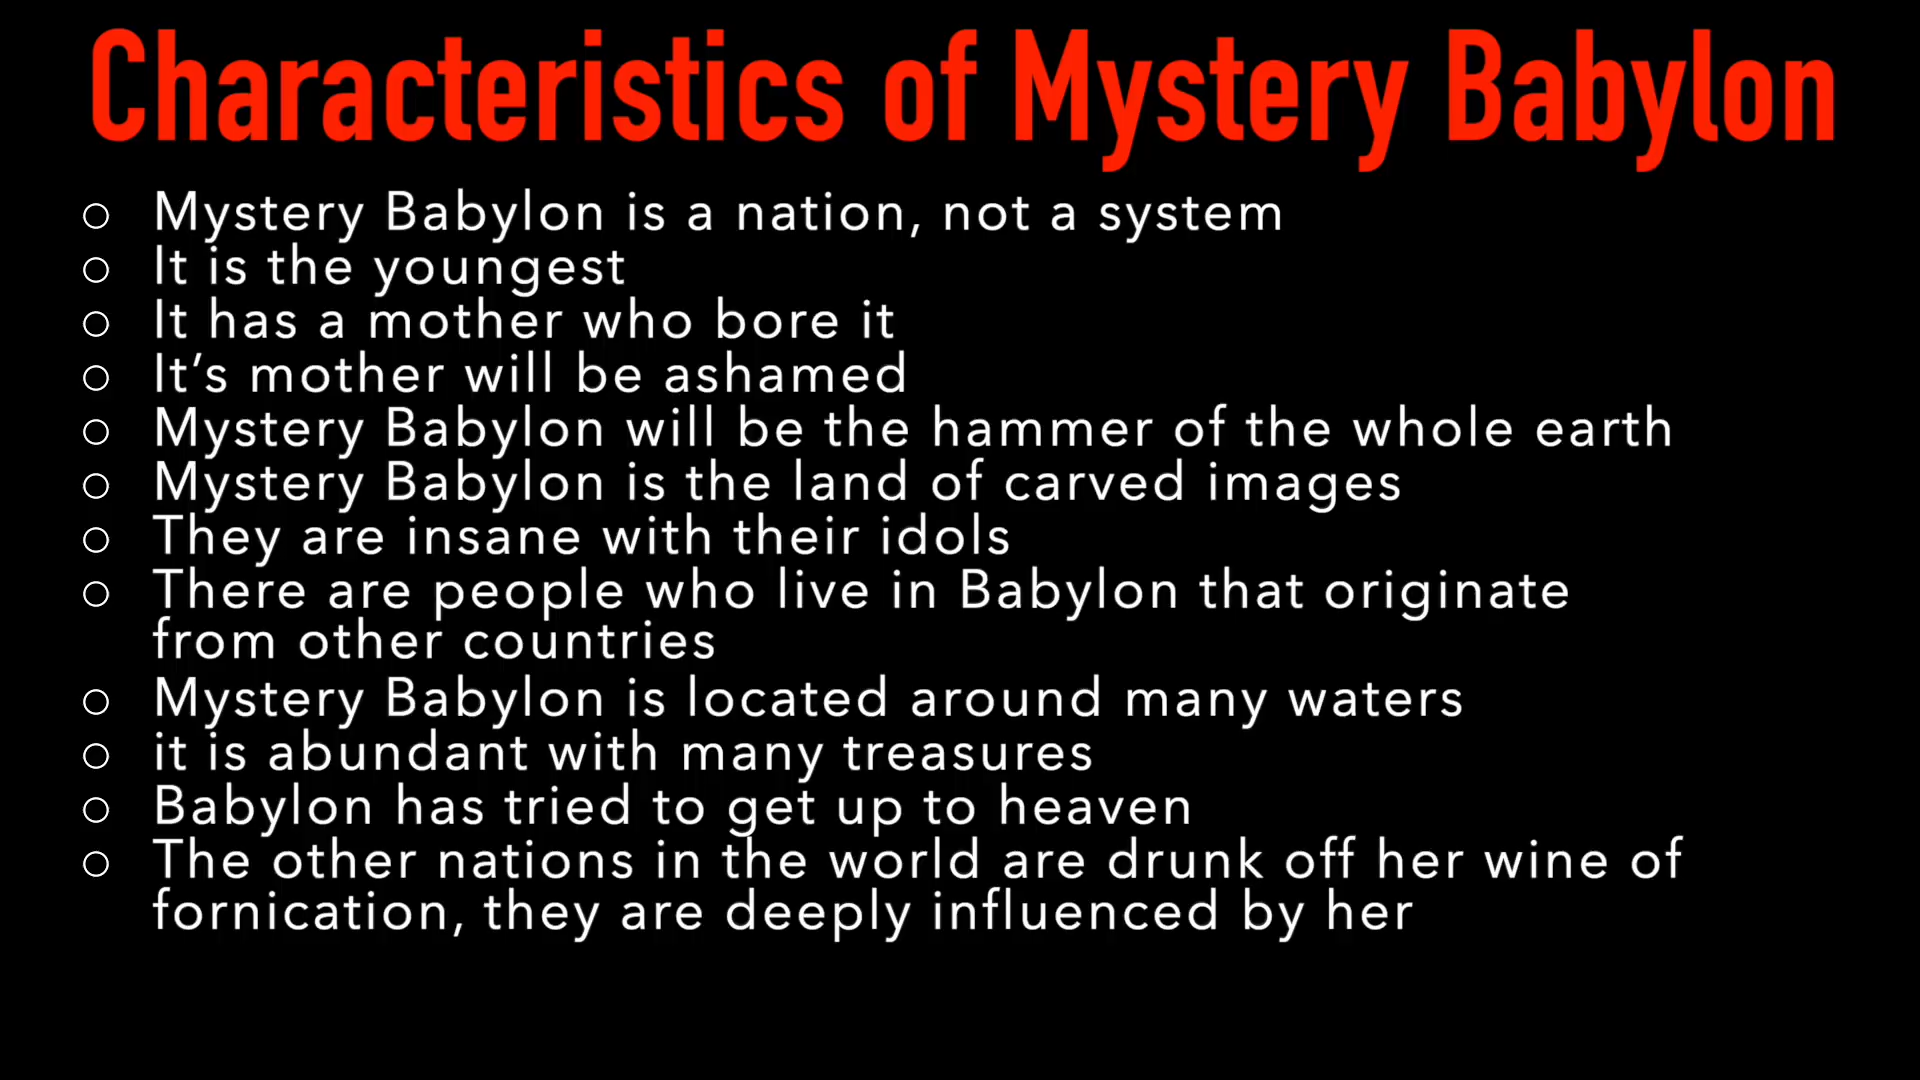 Characteristics of Mystery Babylon
○ Mystery Babylon is a nation, not a system
○ It is the youngest
○ It has a mother who bore it
○ It’s mother will be ashamed
○ Mystery Babylon will be the hammer of the whole earth
○ Mystery Babylon is the land of carved images
○ They are insane with their idols
○ There are people who live in Babylon that originate
from other countries
○ Mystery Babylon is located around many waters
○ it is abundant with many treasures
○ Babylon has tried to get up to heaven
○ The other nations in the world are drunk off her wine of
fornication, they are deeply influenced by her